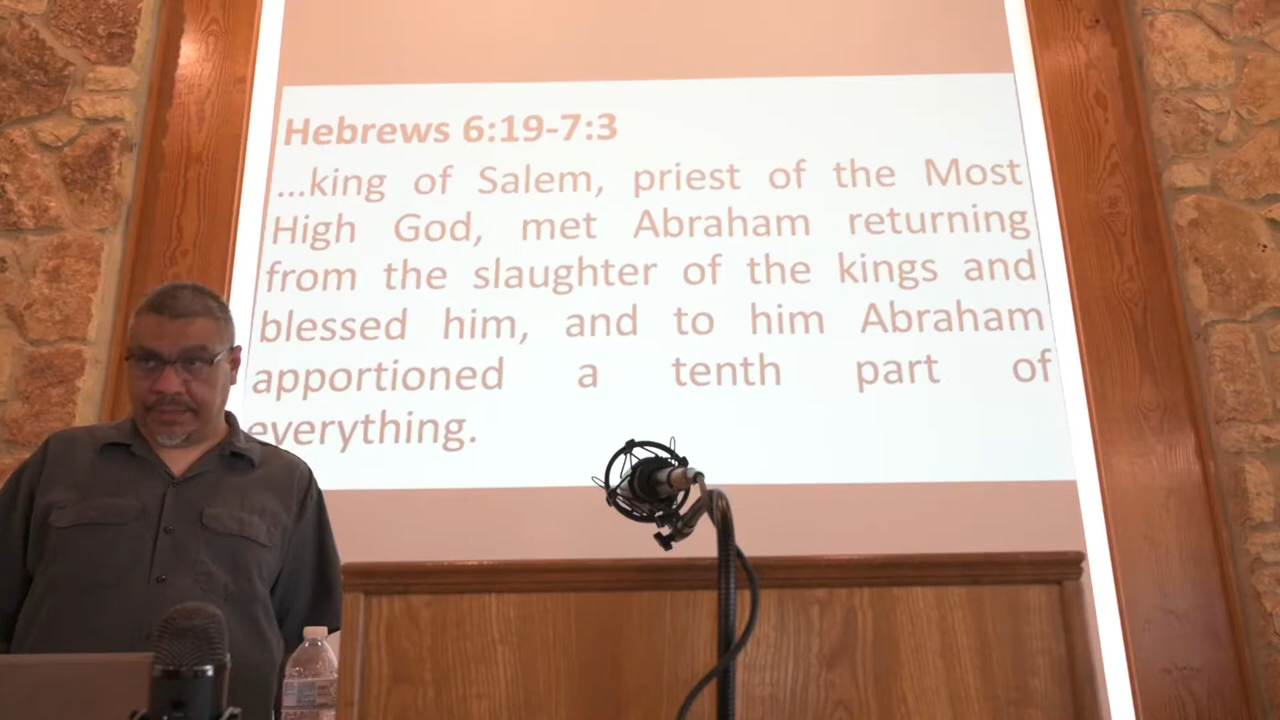 Hebrews 6:19-7:3
...king of Salem, priest of the Most
High God, met Abraham returning
from the slaughter of the kings and
blessed him, and to him Abraham
apportioned a tenth part of
everything.